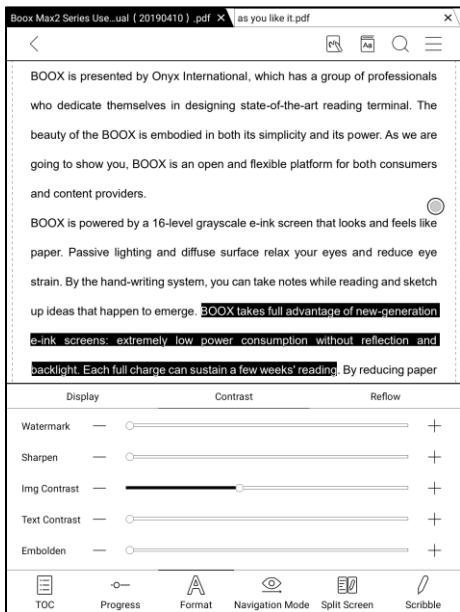 Boox Max2 Series Use...ual ( 20190410 ) .pdf ✕ as you like it.pdf ✕
Aa
BOOX is presented by Onyx International, which has a group of professionals
who dedicate themselves in designing state-of-the-art reading terminal. The
beauty of the BOOX is embodied in both its simplicity and its power. As we are
going to show you, BOOX is an open and flexible platform for both consumers
and content providers.
BOOX is powered by a 16-level grayscale e-ink screen that looks and feels like
paper. Passive lighting and diffuse surface relax your eyes and reduce eye
strain. By the hand-writing system, you can take notes while reading and sketch
up ideas that happen to emerge. BOOX takes full advantage of new-generation
e-ink screens: extremely low power consumption without reflection and
backlight. Each full charge can sustain a few weeks' reading. By reducing paper
Display Contrast Reflow
Watermark
Sharpen
Img Contrast
Text Contrast
Embolden
TOC Progress Format Navigation Mode Split Screen Scribble